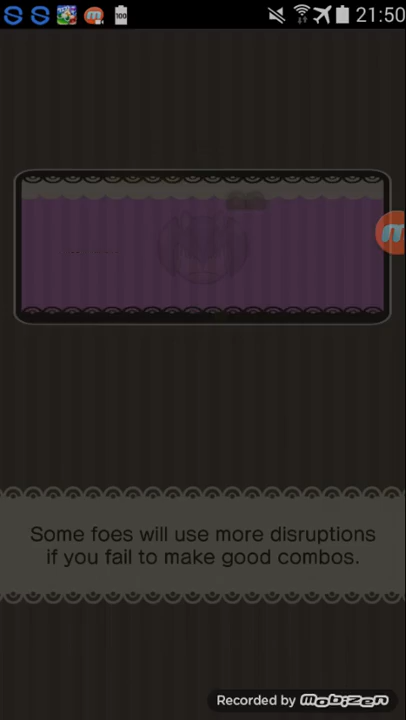 100
21:50
Some foes will use more disruptions
if you fail to make good combos.
Recorded by Mobizen